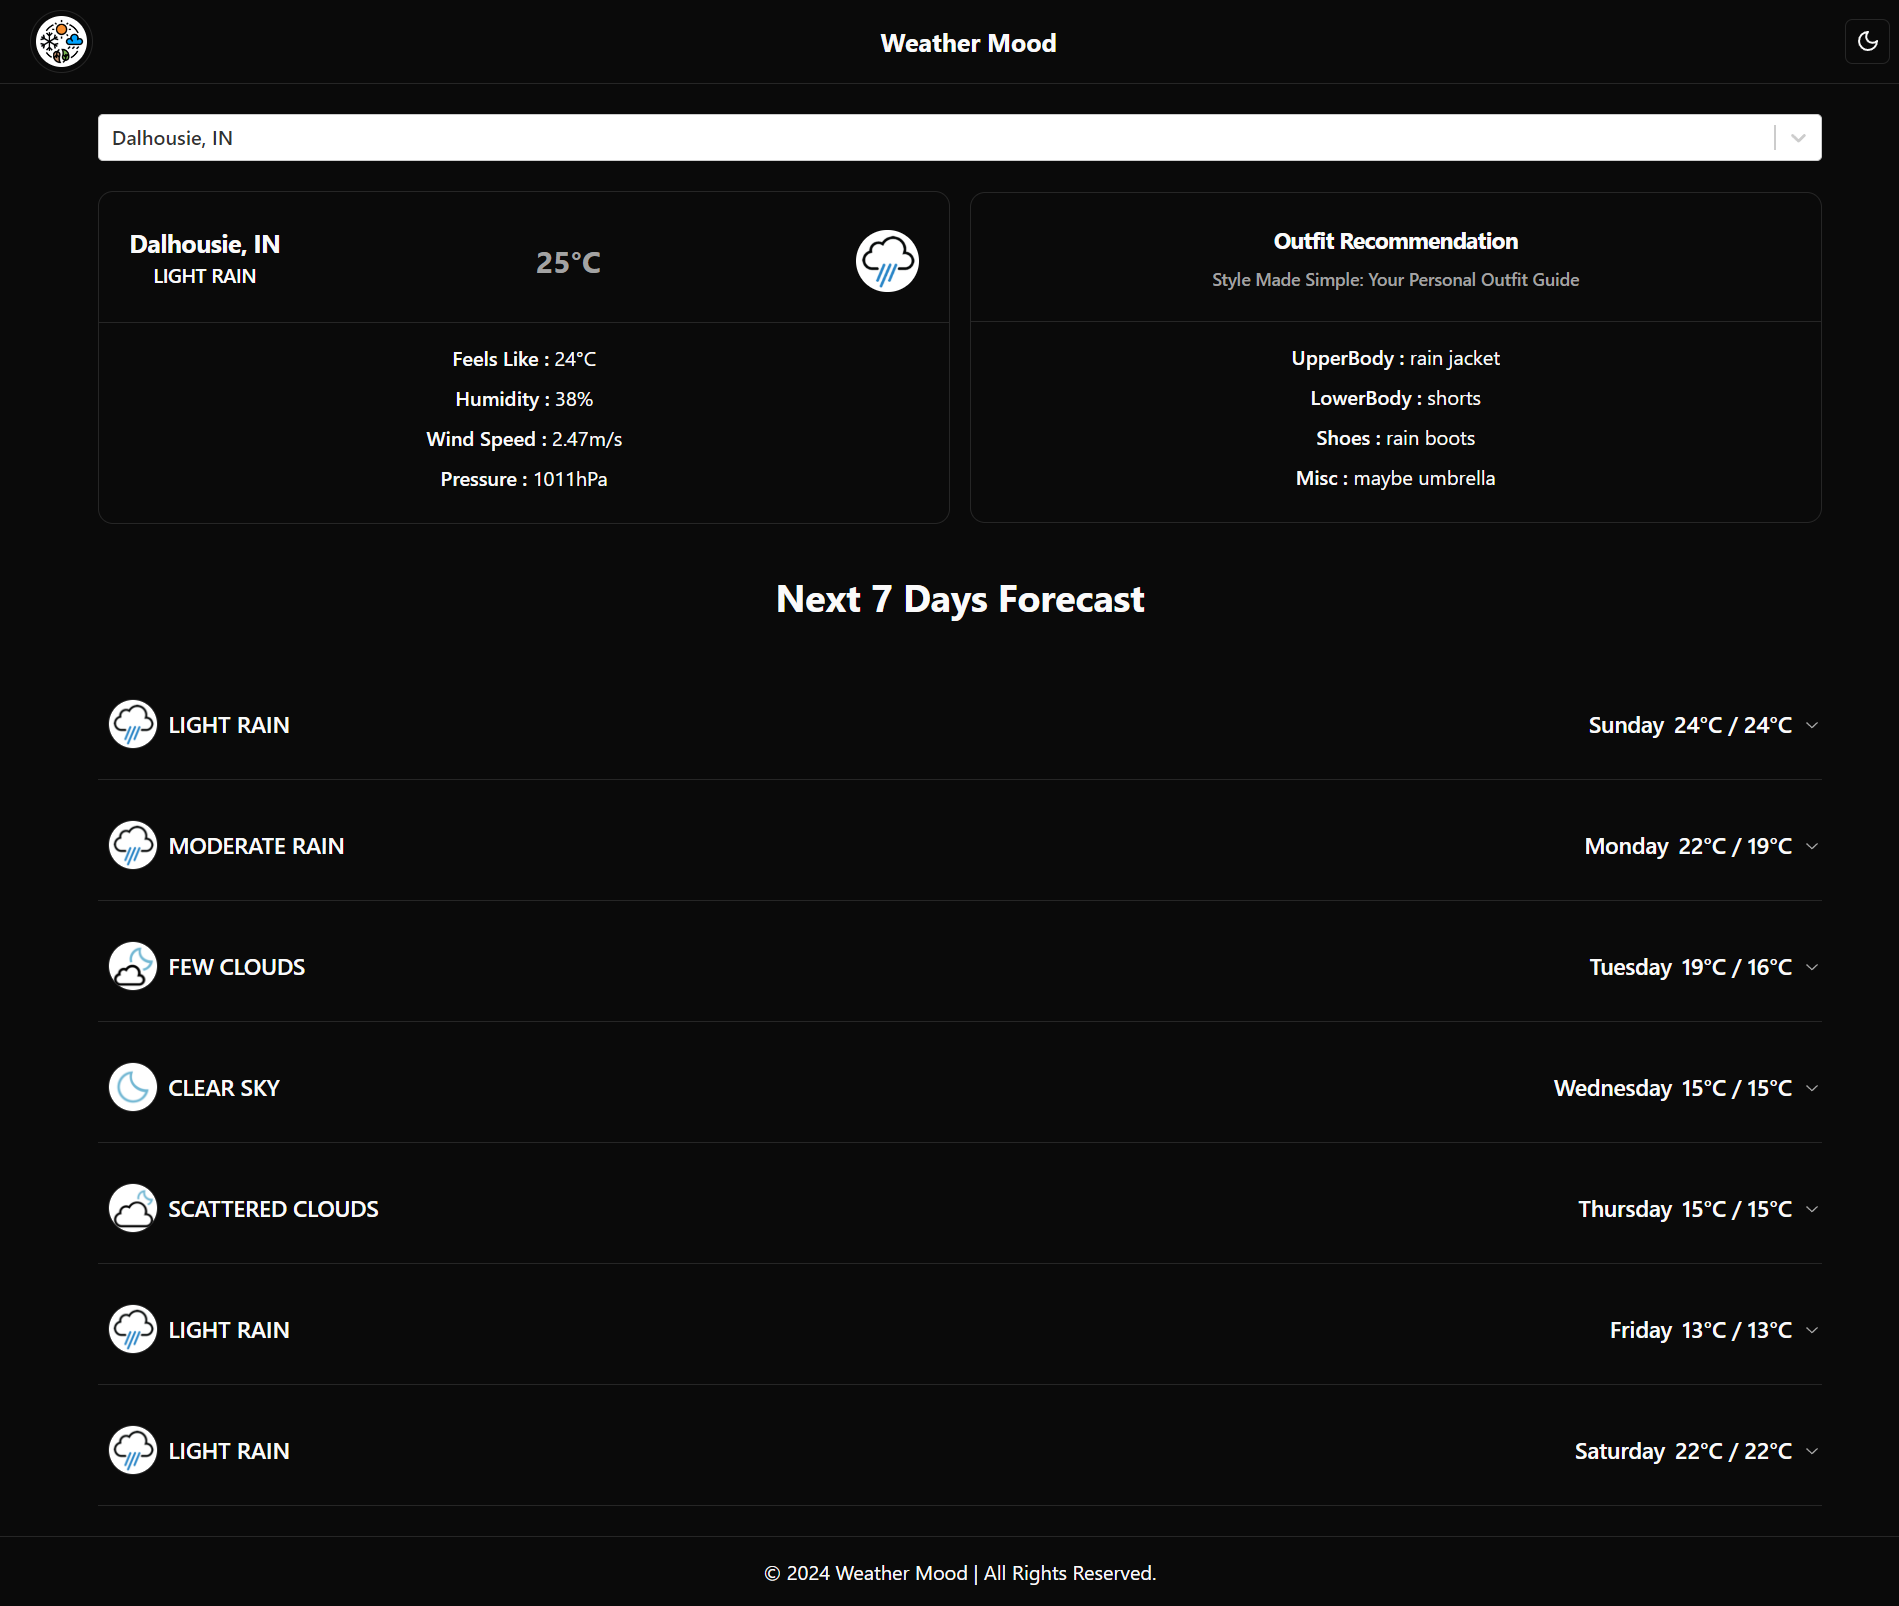 Weather Mood
Dalhousie, IN
Dalhousie, IN
LIGHT RAIN
25°C
Feels Like : 24°C
Humidity : 38%
Wind Speed : 2.47m/s
Pressure : 1011hPa
Outfit Recommendation
Style Made Simple: Your Personal Outfit Guide
UpperBody : rain jacket
LowerBody : shorts
Shoes : rain boots
Misc : maybe umbrella
Next 7 Days Forecast
LIGHT RAIN Sunday 24°C / 24°C
MODERATE RAIN Monday 22°C / 19°C
FEW CLOUDS Tuesday 19°C / 16°C
CLEAR SKY Wednesday 15°C / 15°C
SCATTERED CLOUDS Thursday 15°C / 15°C
LIGHT RAIN Friday 13°C / 13°C
LIGHT RAIN Saturday 22°C / 22°C
© 2024 Weather Mood | All Rights Reserved.